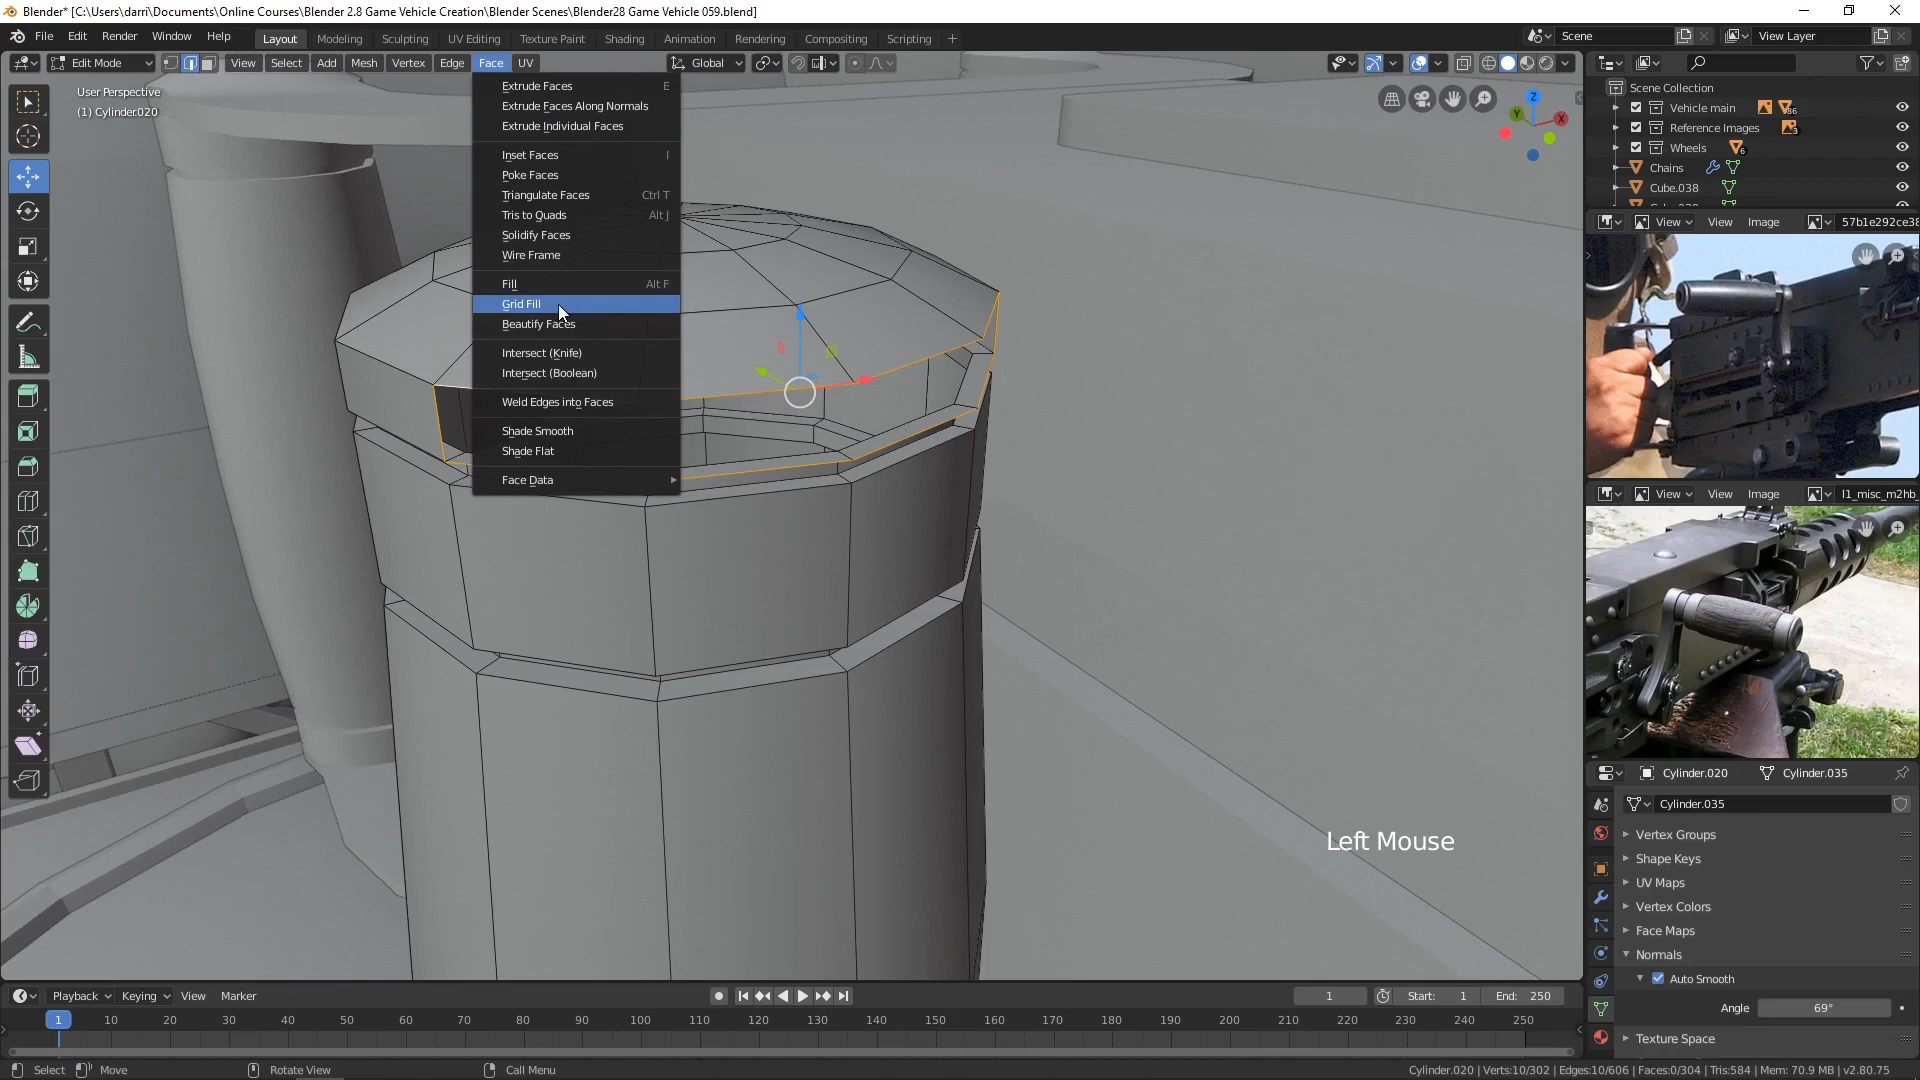 Blender* [C:\Users\darri\Documents\Online Courses\Blender 2.8 Game Vehicle Creation\Blender Scenes\Blender28 Game Vehicle 059.blend]
File Edit Render Window Help Layout Modeling Sculpting UV Editing Texture Paint Shading Animation Rendering Compositing Scripting Scene View Layer
Edit Mode View Select Add Mesh Vertex Edge Face UV Global
User Perspective
(1) Cylinder.020
Extrude Faces E
Extrude Faces Along Normals
Extrude Individual Faces
Inset Faces I
Poke Faces
Triangulate Faces Ctrl T
Tris to Quads Alt J
Solidify Faces
Wire Frame
Fill Alt F
Grid Fill
Beautify Faces
Intersect (Knife)
Intersect (Boolean)
Weld Edges into Faces
Shade Smooth
Shade Flat
Face Data
X
Y
Z
Left Mouse
Scene Collection
Vehicle main 86
Reference Images 3
Wheels 6
Chains
Cube.038
View View Image 57b1e292ce38
View View Image l1_misc_m2hb_
Cylinder.020 Cylinder.035
Cylinder.035
Vertex Groups
Shape Keys
UV Maps
Vertex Colors
Face Maps
Normals
Auto Smooth
Angle 69°
Texture Space
Playback Keying View Marker 1 Start: 1 End: 250
1 10 20 30 40 50 60 70 80 90 100 110 120 130 140 150 160 170 180 190 200 210 220 230 240 250
Select Move Rotate View Call Menu Cylinder.020 | Verts:10/302 | Edges:10/606 | Faces:0/304 | Tris:584 | Mem: 70.9 MB | v2.80.75